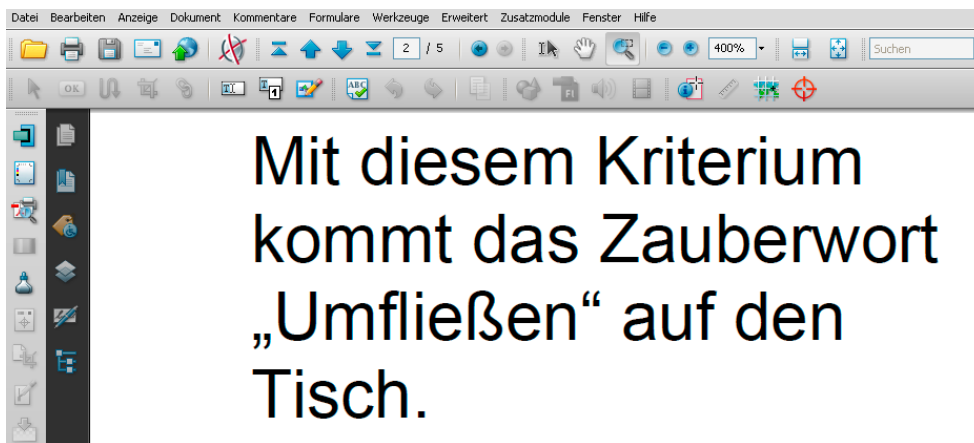 Datei Bearbeiten Anzeige Dokument Kommentare Formulare Werkzeuge Erweitert Zusatzmodule Fenster Hilfe
2 / 5 400% Suchen
OK ABC
Mit diesem Kriterium
kommt das Zauberwort
„Umfließen“ auf den
Tisch.